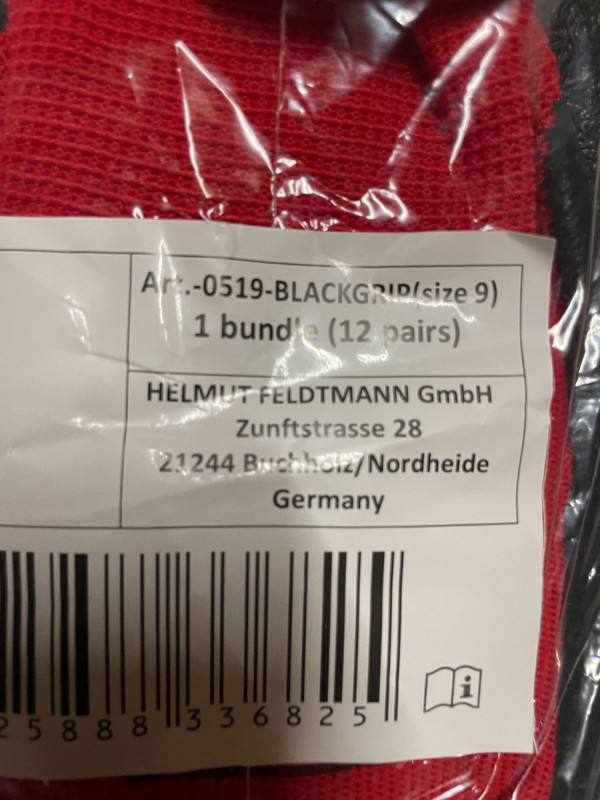 Art.-0519-BLACKGRIP(size 9)
1 bundle (12 pairs)
HELMUT FELDTMANN GmbH
Zunftstrasse 28
21244 Buchholz/Nordheide
Germany
25888 336825